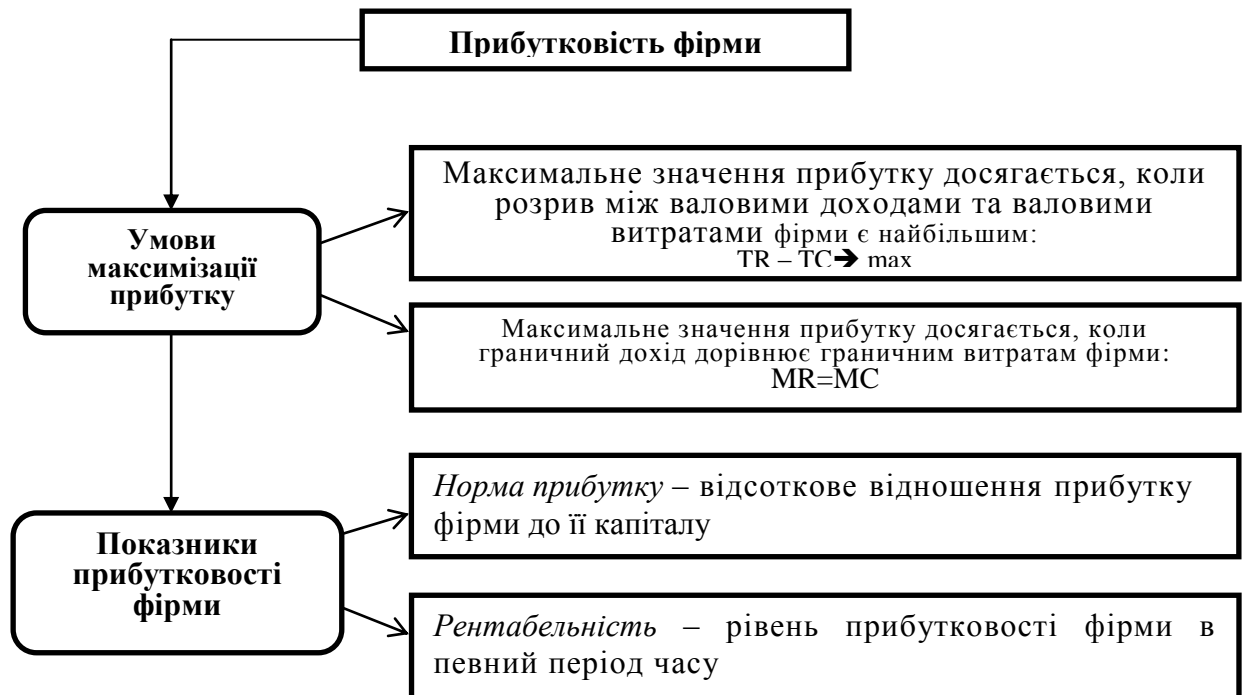 Прибутковість фірми
Максимальне значення прибутку досягається, коли
розрив між валовими доходами та валовими
витратами фірми є найбільшим:
TR – TC➔ max
Умови
максимізації
прибутку
Максимальне значення прибутку досягається, коли
граничний дохід дорівнює граничним витратам фірми:
MR=MC
Норма прибутку – відсоткове відношення прибутку
фірми до її капіталу
Показники
прибутковості
фірми
Рентабельність – рівень прибутковості фірми в
певний період часу